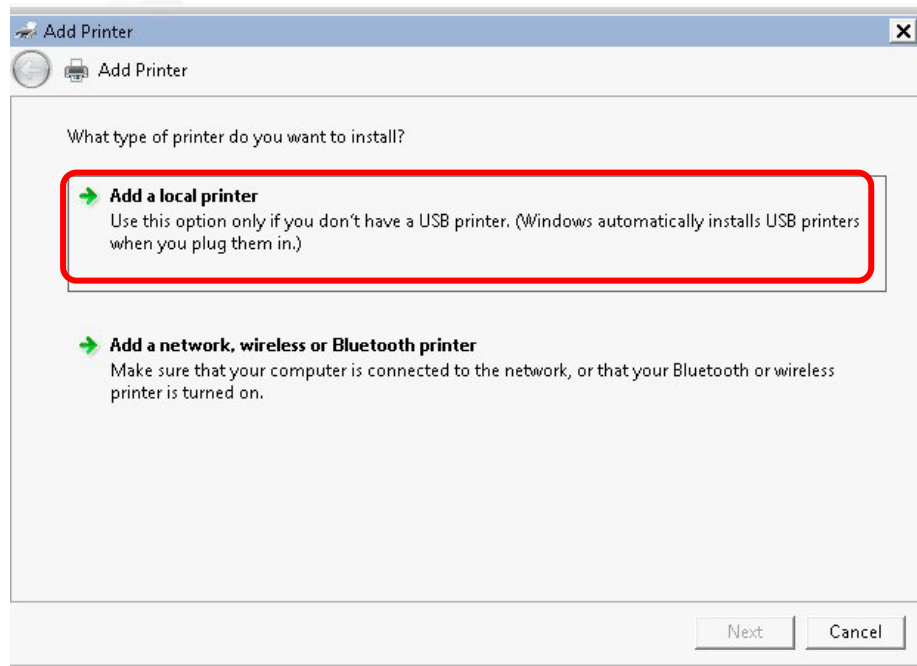 Add Printer
Add Printer
What type of printer do you want to install?
Add a local printer
Use this option only if you don't have a USB printer. (Windows automatically installs USB printers
when you plug them in.)
Add a network, wireless or Bluetooth printer
Make sure that your computer is connected to the network, or that your Bluetooth or wireless
printer is turned on.
Next Cancel